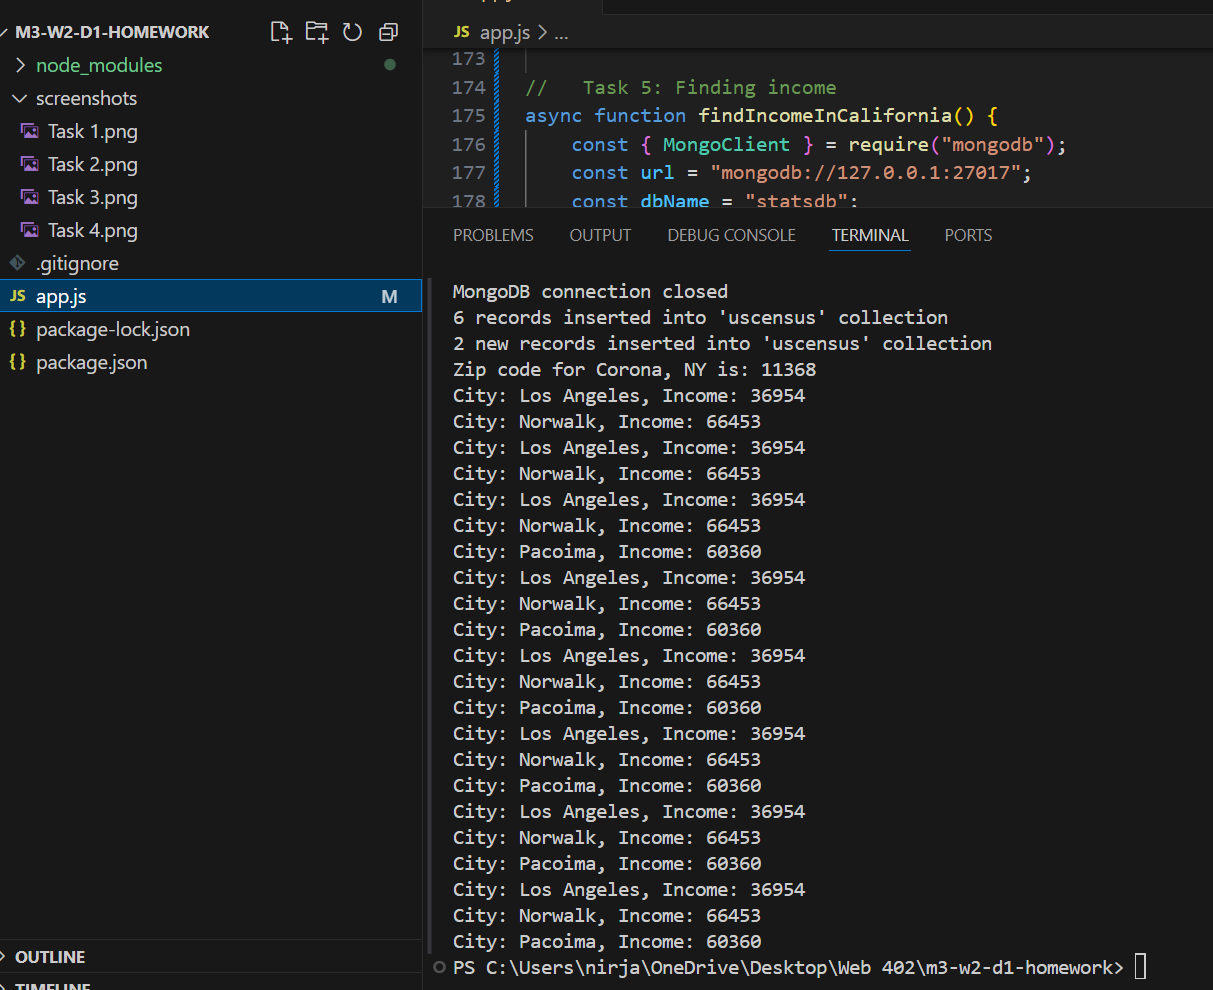 M3-W2-D1-HOMEWORK
node_modules
screenshots
Task 1.png
Task 2.png
Task 3.png
Task 4.png
.gitignore
JS app.js M
{} package-lock.json
{} package.json
OUTLINE
TIMELINE
JS app.js > ...
173
174 // Task 5: Finding income
175 async function findIncomeInCalifornia() {
176 const { MongoClient } = require("mongodb");
177 const url = "mongodb://127.0.0.1:27017";
178 const dbName = "statsdb";
PROBLEMS OUTPUT DEBUG CONSOLE TERMINAL PORTS
MongoDB connection closed
6 records inserted into 'uscensus' collection
2 new records inserted into 'uscensus' collection
Zip code for Corona, NY is: 11368
City: Los Angeles, Income: 36954
City: Norwalk, Income: 66453
City: Los Angeles, Income: 36954
City: Norwalk, Income: 66453
City: Los Angeles, Income: 36954
City: Norwalk, Income: 66453
City: Pacoima, Income: 60360
City: Los Angeles, Income: 36954
City: Norwalk, Income: 66453
City: Pacoima, Income: 60360
City: Los Angeles, Income: 36954
City: Norwalk, Income: 66453
City: Pacoima, Income: 60360
City: Los Angeles, Income: 36954
City: Norwalk, Income: 66453
City: Pacoima, Income: 60360
City: Los Angeles, Income: 36954
City: Norwalk, Income: 66453
City: Pacoima, Income: 60360
City: Los Angeles, Income: 36954
City: Norwalk, Income: 66453
City: Pacoima, Income: 60360
PS C:\Users\nirja\OneDrive\Desktop\Web 402\m3-w2-d1-homework>